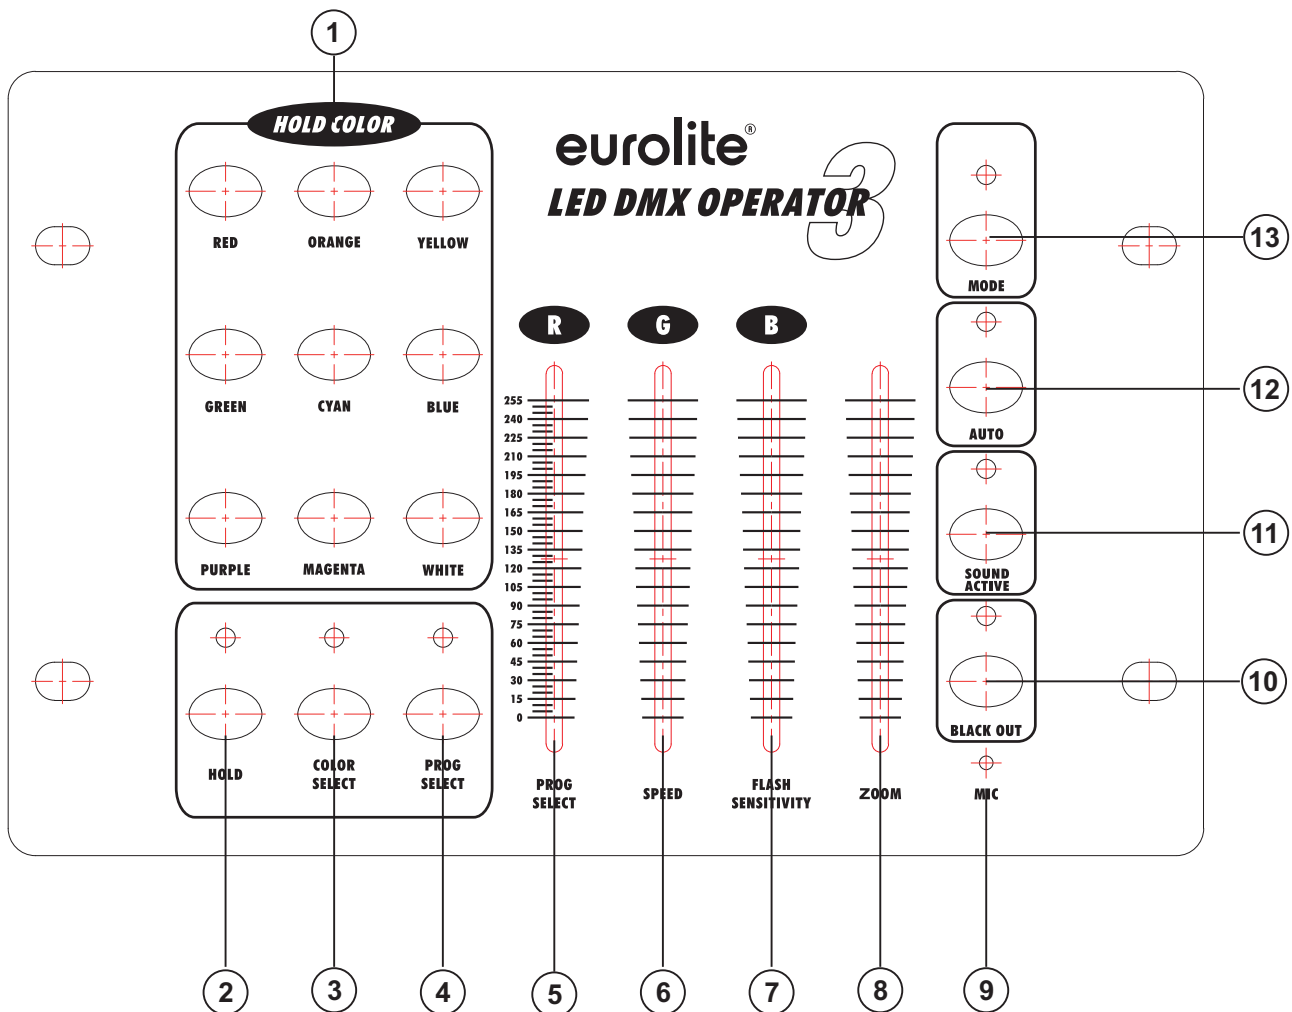 1
HOLD COLOR
eurolite®
LED DMX OPERATOR 3
RED ORANGE YELLOW
GREEN CYAN BLUE
PURPLE MAGENTA WHITE
HOLD
COLOR
SELECT
PROG
SELECT
R G B
255
240
225
210
195
180
165
150
135
120
105
90
75
60
45
30
15
0
PROG
SELECT
SPEED
FLASH
SENSITIVITY
ZOOM
MIC
MODE
AUTO
SOUND
ACTIVE
BLACK OUT
13
12
11
10
2 3 4 5 6 7 8 9